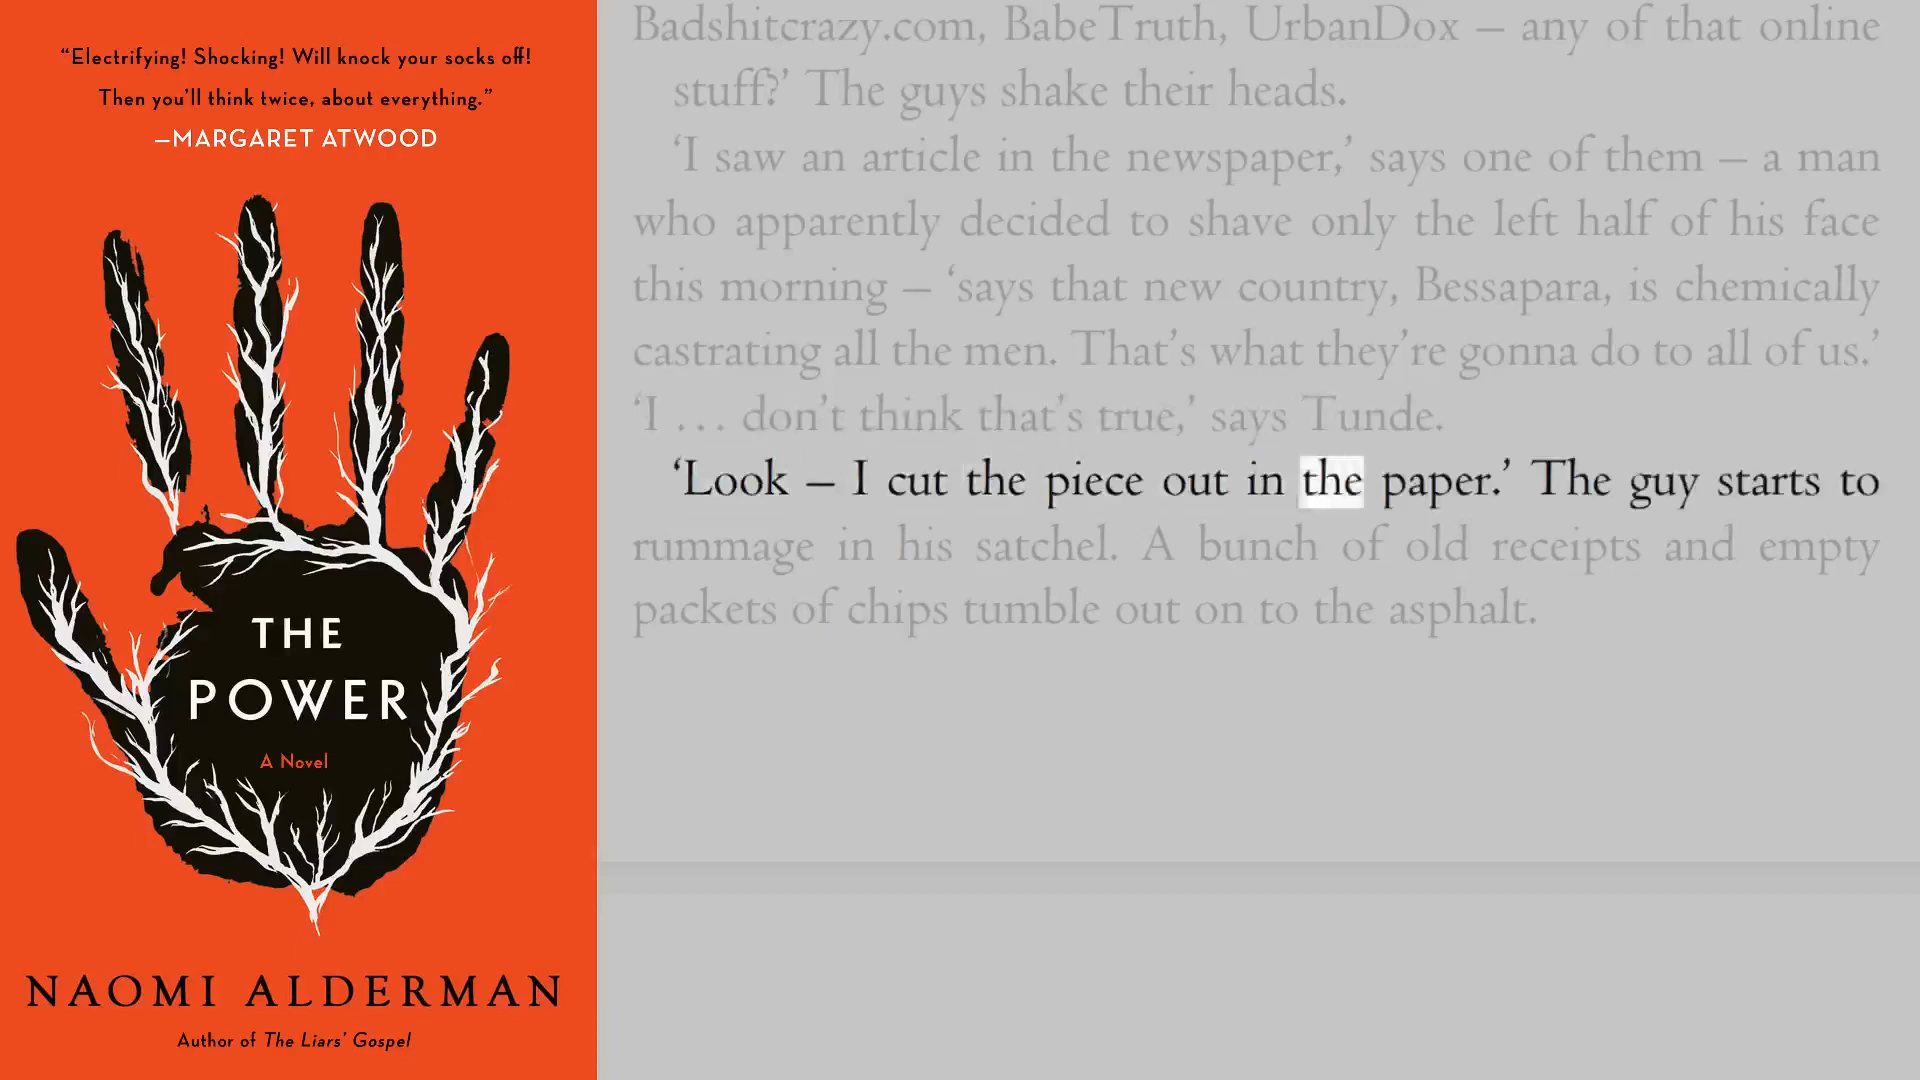 “Electrifying! Shocking! Will knock your socks off!
Then you’ll think twice, about everything.”
—MARGARET ATWOOD
THE
POWER
A Novel
NAOMI ALDERMAN
Author of The Liars’ Gospel
Badshitcrazy.com, BabeTruth, UrbanDox – any of that online
stuff?’ The guys shake their heads.
‘I saw an article in the newspaper,’ says one of them – a man
who apparently decided to shave only the left half of his face
this morning – ‘says that new country, Bessapara, is chemically
castrating all the men. That’s what they’re gonna do to all of us.’
‘I … don’t think that’s true,’ says Tunde.
‘Look – I cut the piece out in the paper.’ The guy starts to
rummage in his satchel. A bunch of old receipts and empty
packets of chips tumble out on to the asphalt.